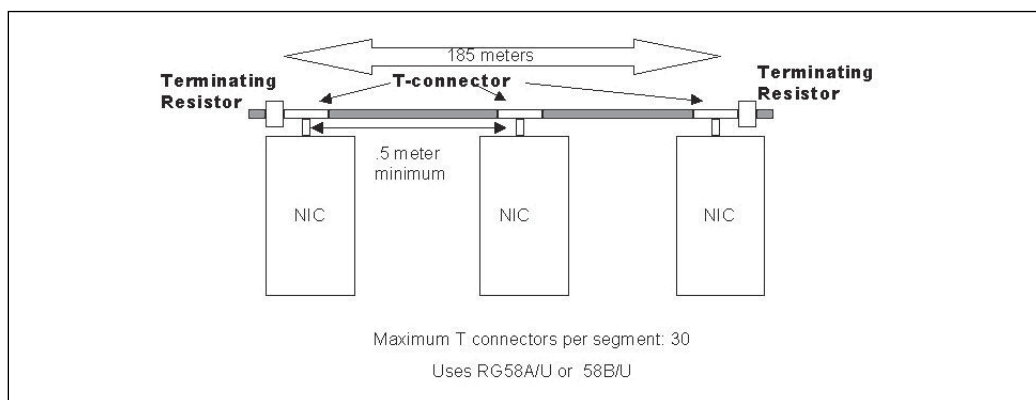 185 meters
Terminating
Resistor
T-connector
Terminating
Resistor
.5 meter
minimum
NIC
NIC
NIC
Maximum T connectors per segment: 30
Uses RG58A/U or 58B/U